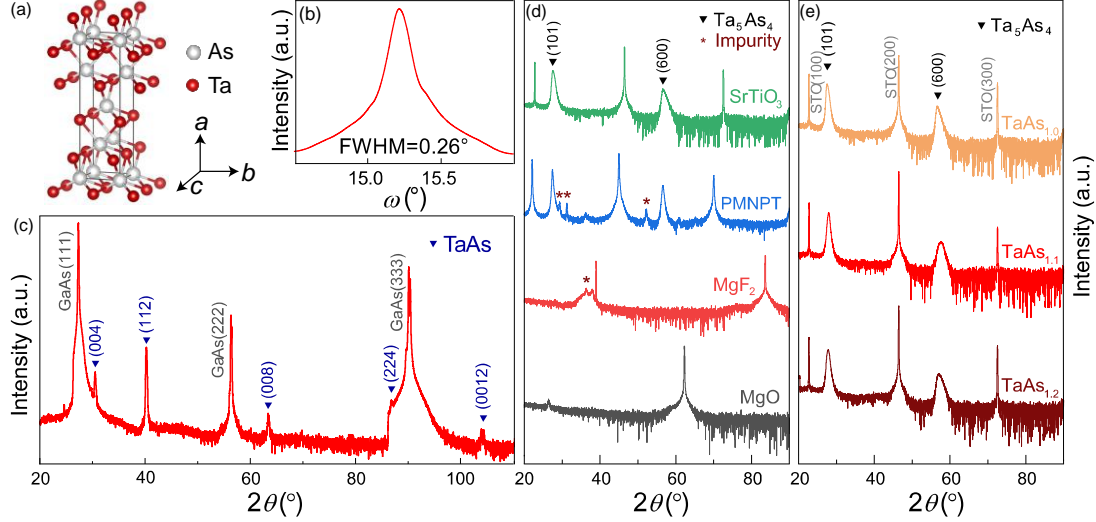 (a)
As
Ta
a
b
c
(b)
Intensity (a.u.)
FWHM=0.26°
15.0
15.5
ω (°)
(c)
Intensity (a.u.)
▼ TaAs
GaAs(111)
(004)
(112)
GaAs(222)
(008)
(224)
GaAs(333)
(0012)
20
40
60
80
100
2θ(°)
(d)
▼ Ta₅As₄
* Impurity
(101)
(600)
SrTiO₃
**
*
PMNPT
*
MgF₂
MgO
20
40
60
80
2θ(°)
(e)
▼ Ta₅As₄
STO(100)
(101)
STO(200)
(600)
STO(300)
TaAs₁.₀
TaAs₁.₁
TaAs₁.₂
20
40
60
80
2θ(°)
Intensity (a.u.)